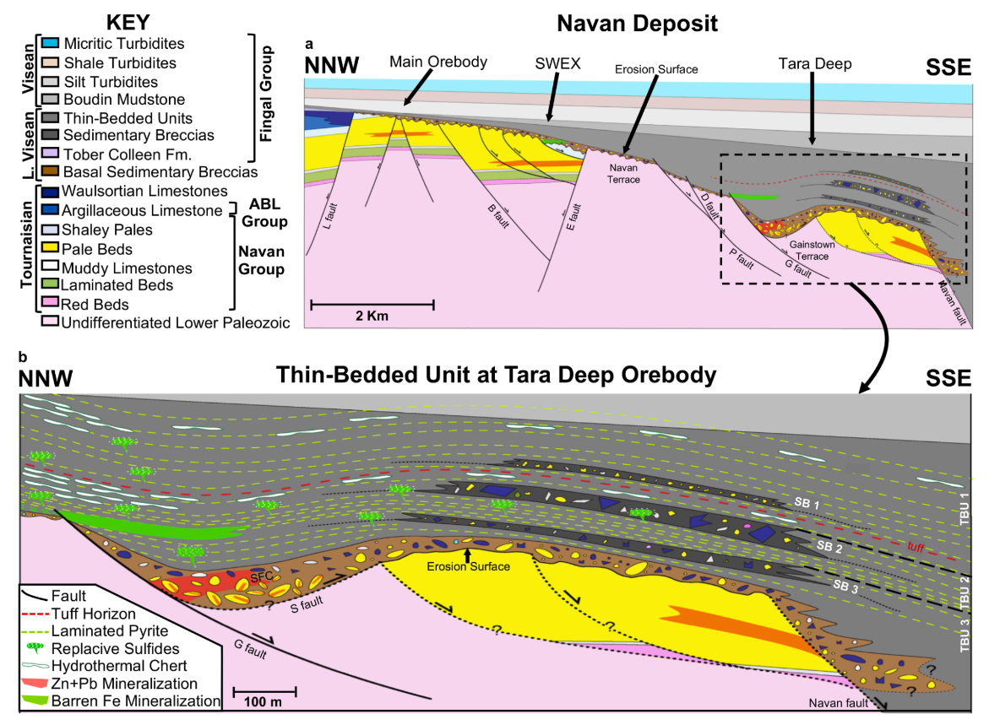 KEY
Visean
L. Visean
Tournaisian
Micritic Turbidites
Shale Turbidites
Silt Turbidites
Boudin Mudstone
Thin-Bedded Units
Sedimentary Breccias
Tober Colleen Fm.
Basal Sedimentary Breccias
Waulsortian Limestones
Argillaceous Limestone
Shaley Pales
Pale Beds
Muddy Limestones
Laminated Beds
Red Beds
Undifferentiated Lower Paleozoic
Fingal Group
ABL
Group
Navan
Group
Navan Deposit
a
NNW
Main Orebody
SWEX
Erosion Surface
Tara Deep
SSE
Navan
Terrace
L fault
B fault
E fault
D fault
P fault
G fault
Gainstown
Terrace
Navan fault
2 Km
b
NNW
Thin-Bedded Unit at Tara Deep Orebody
SSE
SB 1
SB 2
SB 3
tuff
TBU 1
TBU 2
TBU 3
Erosion Surface
SFC
?
S fault
G fault
?
?
?
?
Navan fault
Fault
Tuff Horizon
Laminated Pyrite
Replacive Sulfides
Hydrothermal Chert
Zn+Pb Mineralization
Barren Fe Mineralization
100 m